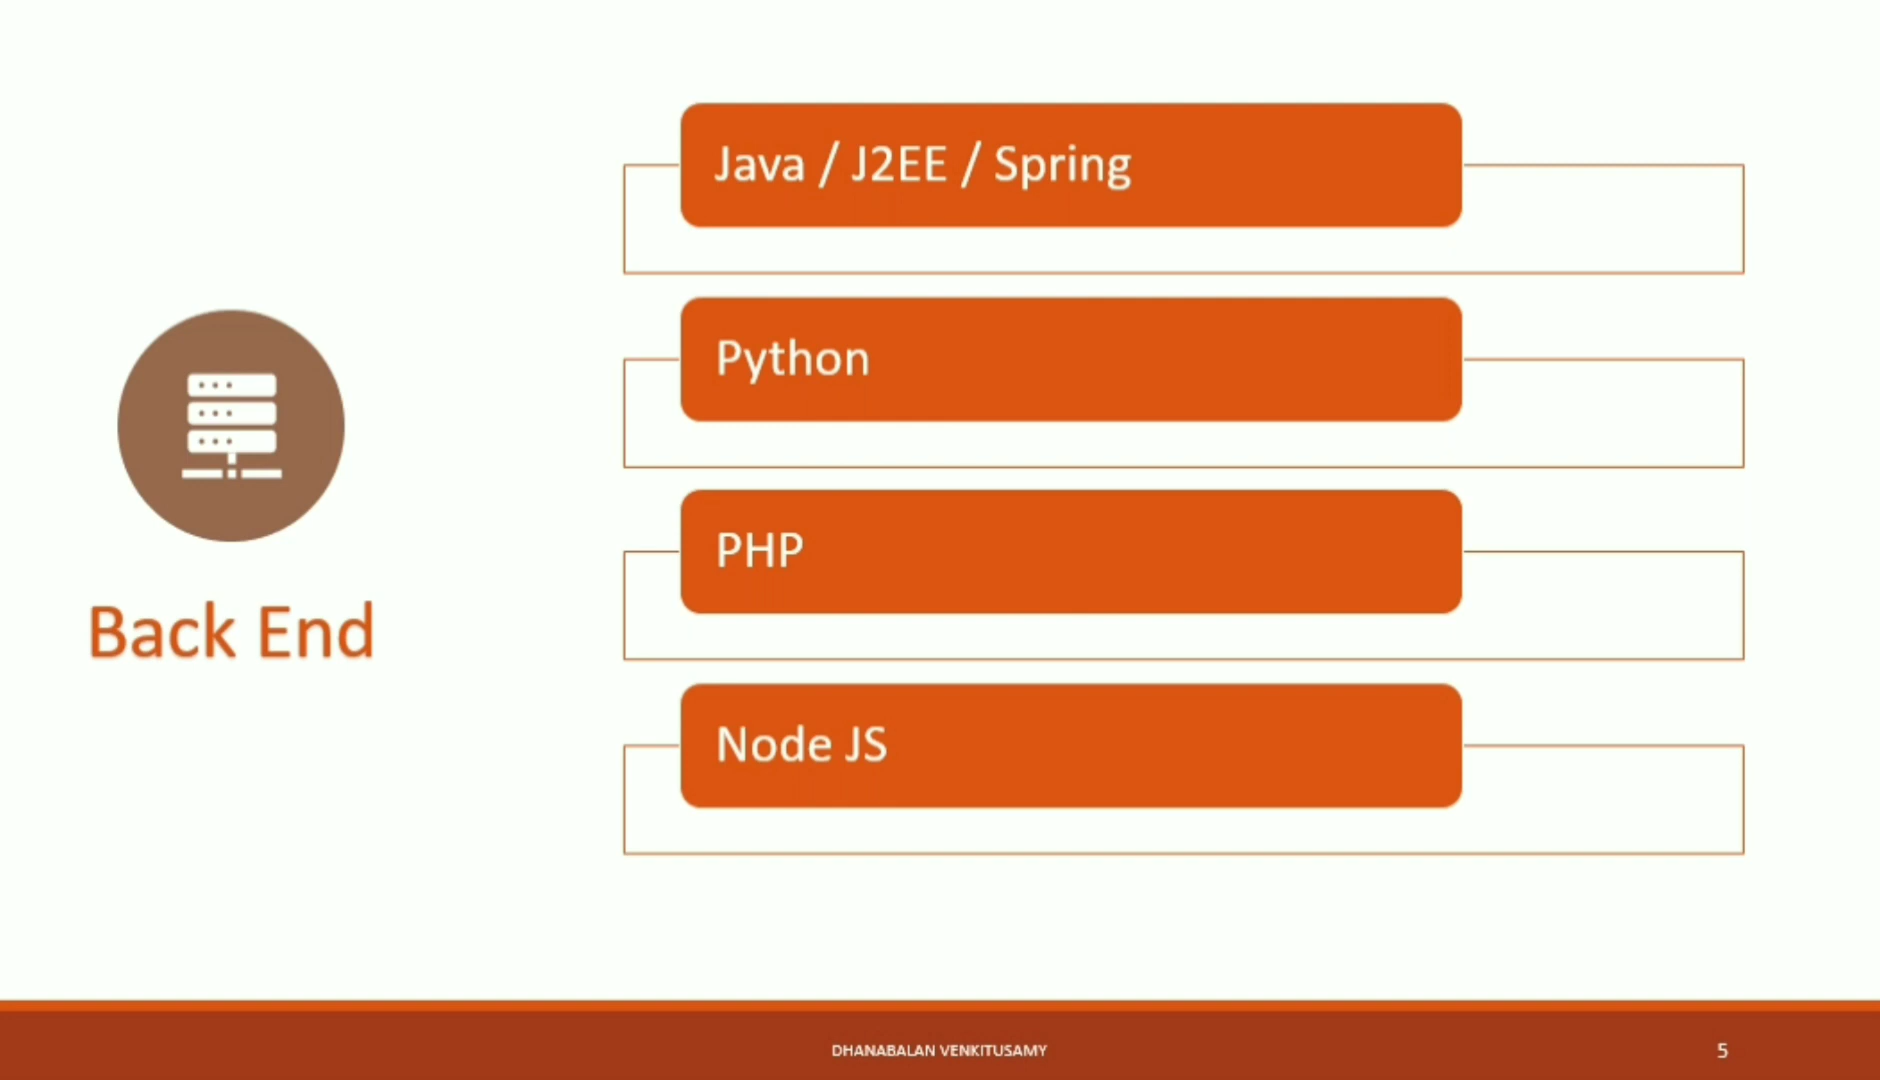 Java / J2EE / Spring
Python
PHP
Node JS
Back End
DHANABALAN VENKITUSAMY
5